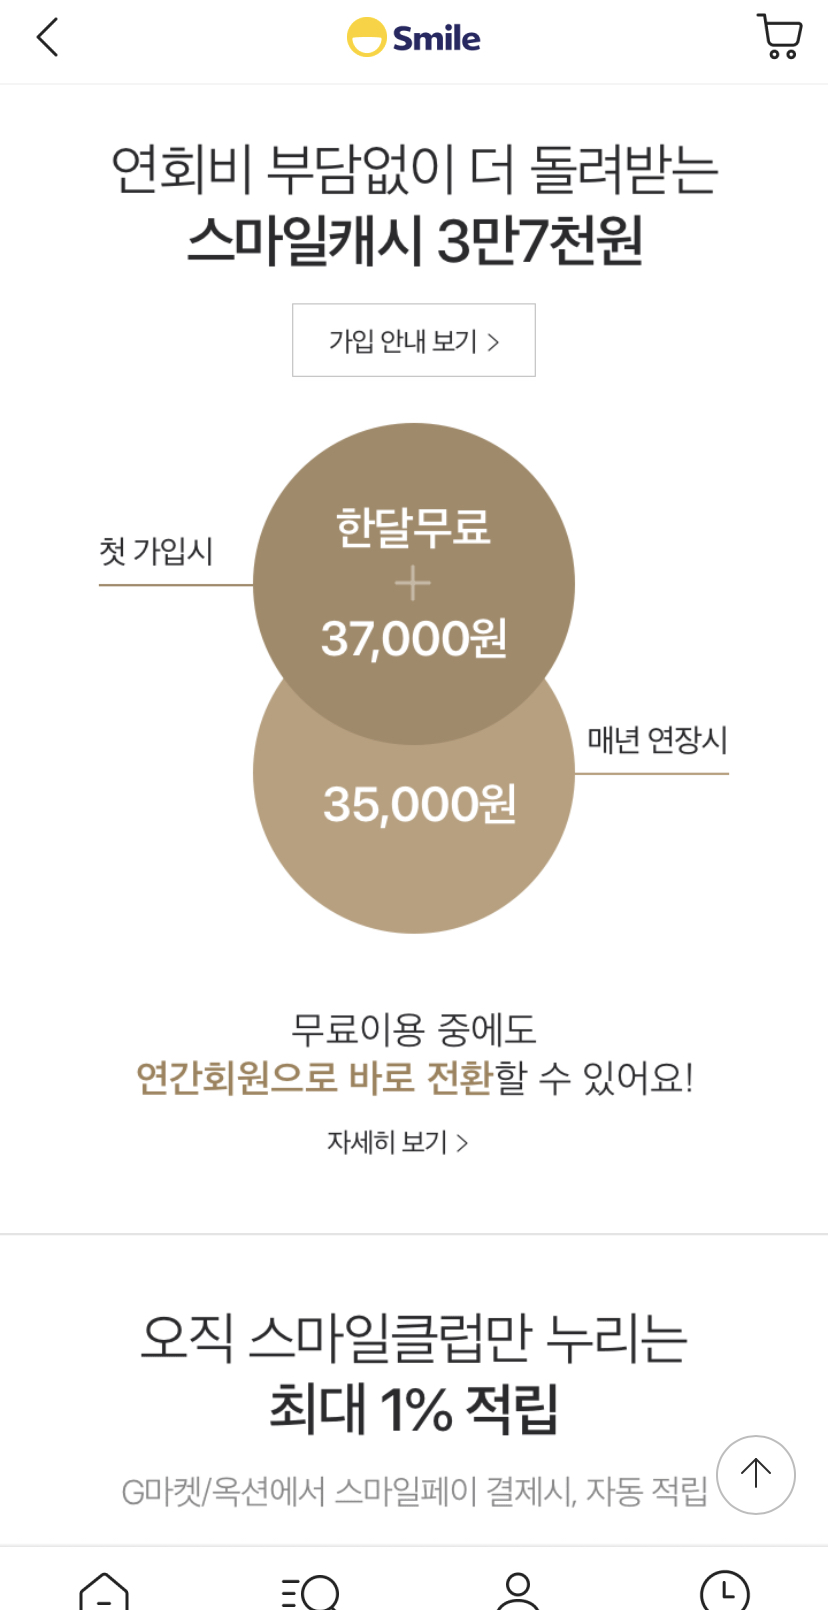 Smile
연회비 부담없이 더 돌려받는
스마일캐시 3만7천원
가입 안내 보기 >
첫 가입시
한달무료
+
37,000원
매년 연장시
35,000원
무료이용 중에도
연간회원으로 바로 전환할 수 있어요!
자세히 보기 >
오직 스마일클럽만 누리는
최대 1% 적립
G마켓/옥션에서 스마일페이 결제시, 자동 적립